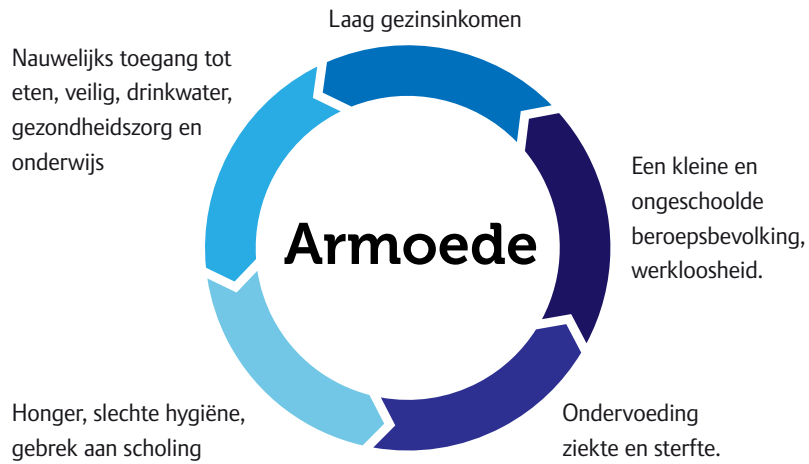 Laag gezinsinkomen
Nauwelijks toegang tot
eten, veilig, drinkwater,
gezondheidszorg en
onderwijs
Een kleine en
ongeschoolde
beroepsbevolking,
werkloosheid.
Armoede
Honger, slechte hygiëne,
gebrek aan scholing
Ondervoeding
ziekte en sterfte.